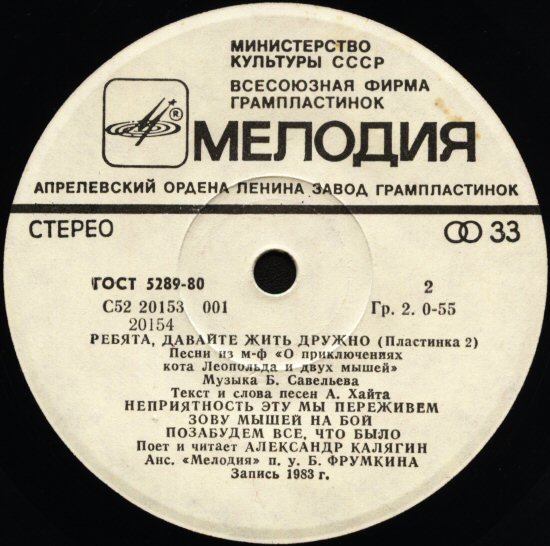 МИНИСТЕРСТВО
КУЛЬТУРЫ СССР
ВСЕСОЮЗНАЯ ФИРМА
ГРАМПЛАСТИНОК
®
МЕЛОДИЯ
АПРЕЛЕВСКИЙ ОРДЕНА ЛЕНИНА ЗАВОД ГРАМПЛАСТИНОК
СТЕРЕО 33
ГОСТ 5289-80 2
С52 20153 001 Гр. 2. 0-55
20154
РЕБЯТА, ДАВАЙТЕ ЖИТЬ ДРУЖНО (Пластинка 2)
Песни из м-ф «О приключениях
кота Леопольда и двух мышей»
Музыка Б. Савельева
Текст и слова песен А. Хайта
НЕПРИЯТНОСТЬ ЭТУ МЫ ПЕРЕЖИВЕМ
ЗОВУ МЫШЕЙ НА БОЙ
ПОЗАБУДЕМ ВСЕ, ЧТО БЫЛО
Поет и читает АЛЕКСАНДР КАЛЯГИН
Анс. «Мелодия» п. у. Б. ФРУМКИНА
Запись 1983 г.